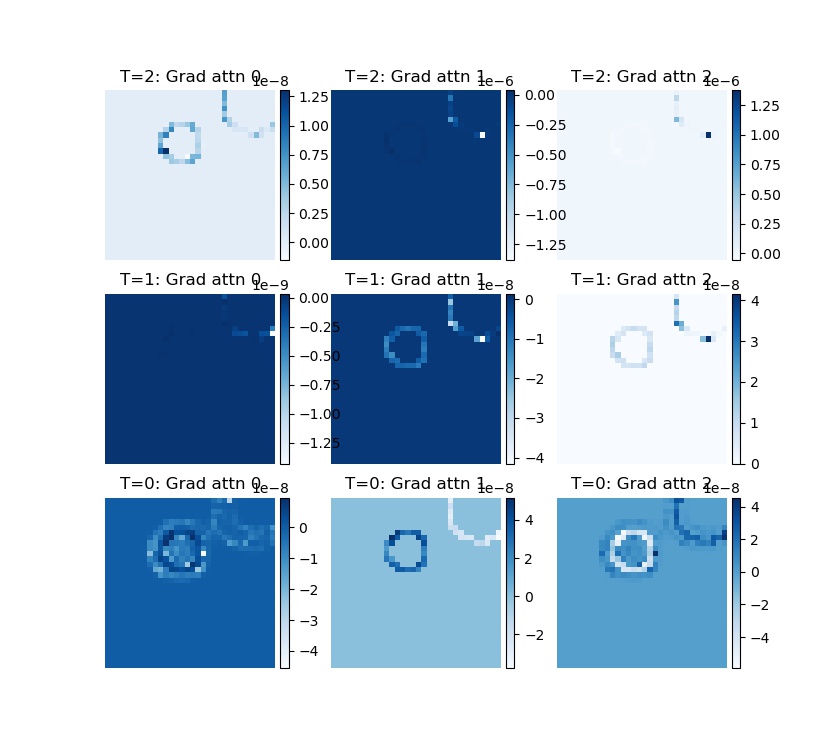 T=2: Grad attn 0 1e−8 T=2: Grad attn 1 1e−6 T=2: Grad attn 2 1e−6
1.25 0.00 1.25
1.00 −0.25 1.00
0.75 −0.50 0.75
0.50 −0.75 0.50
0.25 −1.00 0.25
0.00 −1.25 0.00
T=1: Grad attn 0 1e−9 T=1: Grad attn 1 1e−8 T=1: Grad attn 2 1e−8
0.00 0 4
−0.25 −1 3
−0.50 −2 2
−0.75 −3 1
−1.00 −4 0
−1.25
T=0: Grad attn 0 1e−8 T=0: Grad attn 1 1e−8 T=0: Grad attn 2 1e−8
0 4 4
−1 2 2
−2 0 0
−3 −2 −2
−4 −4